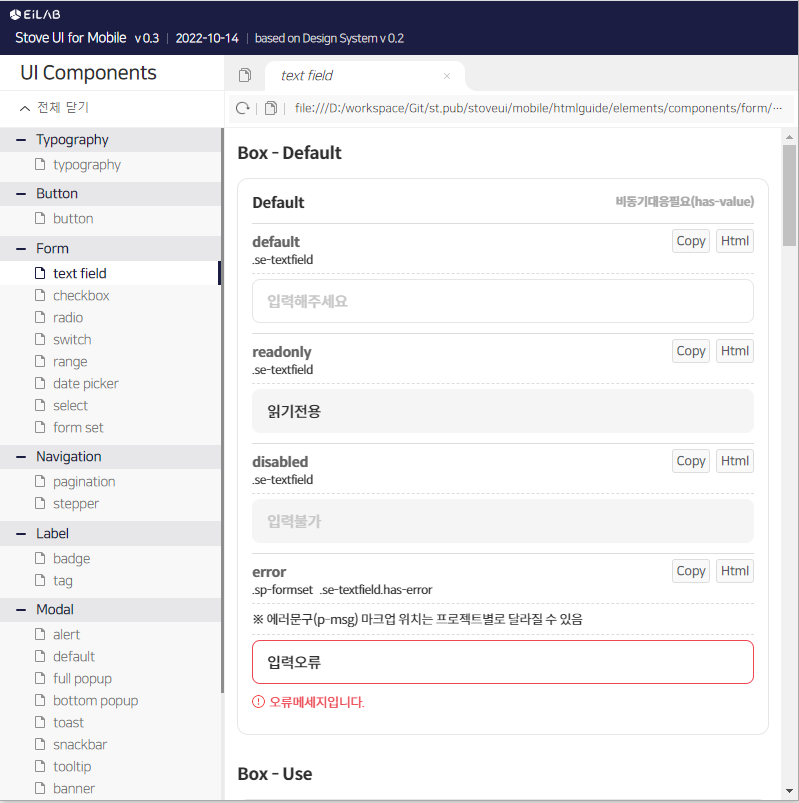 EiLAB
Stove UI for Mobile v 0.3 | 2022-10-14 | based on Design System v 0.2
UI Components
전체 닫기
Typography
typography
Button
button
Form
text field
checkbox
radio
switch
range
date picker
select
form set
Navigation
pagination
stepper
Label
badge
tag
Modal
alert
default
full popup
bottom popup
toast
snackbar
tooltip
banner
text field ×
file:///D:/workspace/Git/st.pub/stoveui/mobile/htmlguide/elements/components/form/···
Box - Default
Default 비동기대응필요(has-value)
default Copy Html
.se-textfield
입력해주세요
readonly Copy Html
.se-textfield
읽기전용
disabled Copy Html
.se-textfield
입력불가
error Copy Html
.sp-formset .se-textfield.has-error
※ 에러문구(p-msg) 마크업 위치는 프로젝트별로 달라질 수 있음
입력오류
오류메세지입니다.
Box - Use